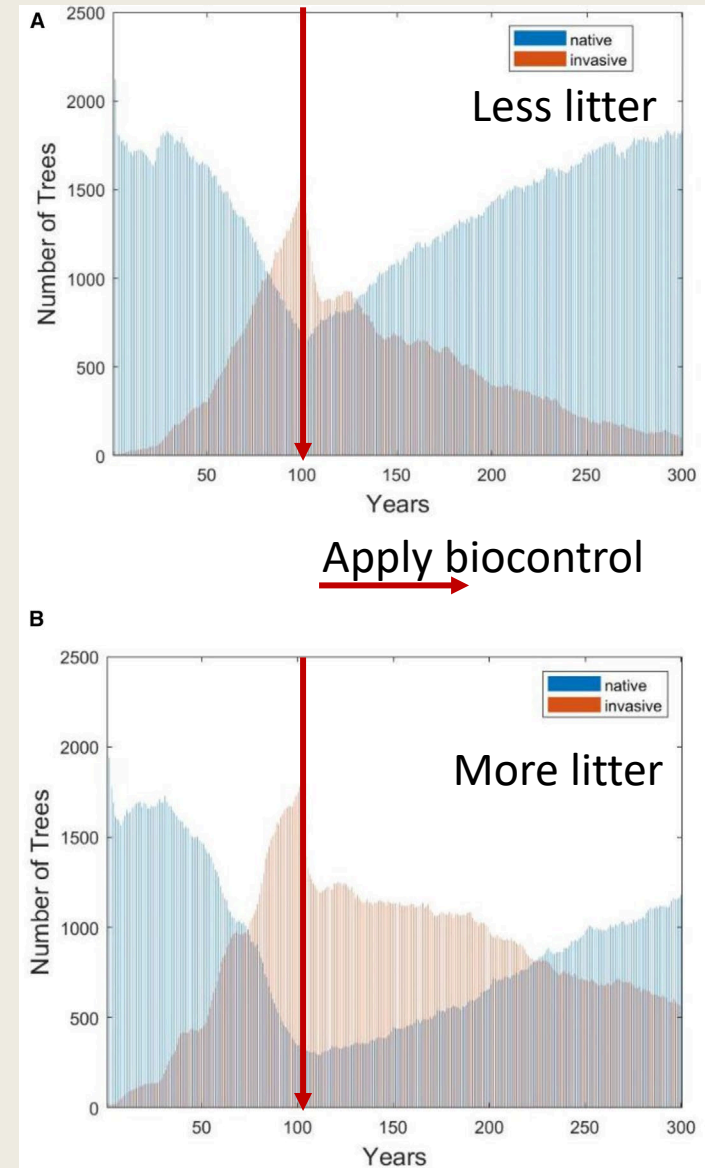 A
2500
2000
1500
1000
500
0
Number of Trees
native
invasive
Less litter
50 100 150 200 250 300
Years
Apply biocontrol
B
2500
2000
1500
1000
500
0
Number of Trees
native
invasive
More litter
50 100 150 200 250 300
Years